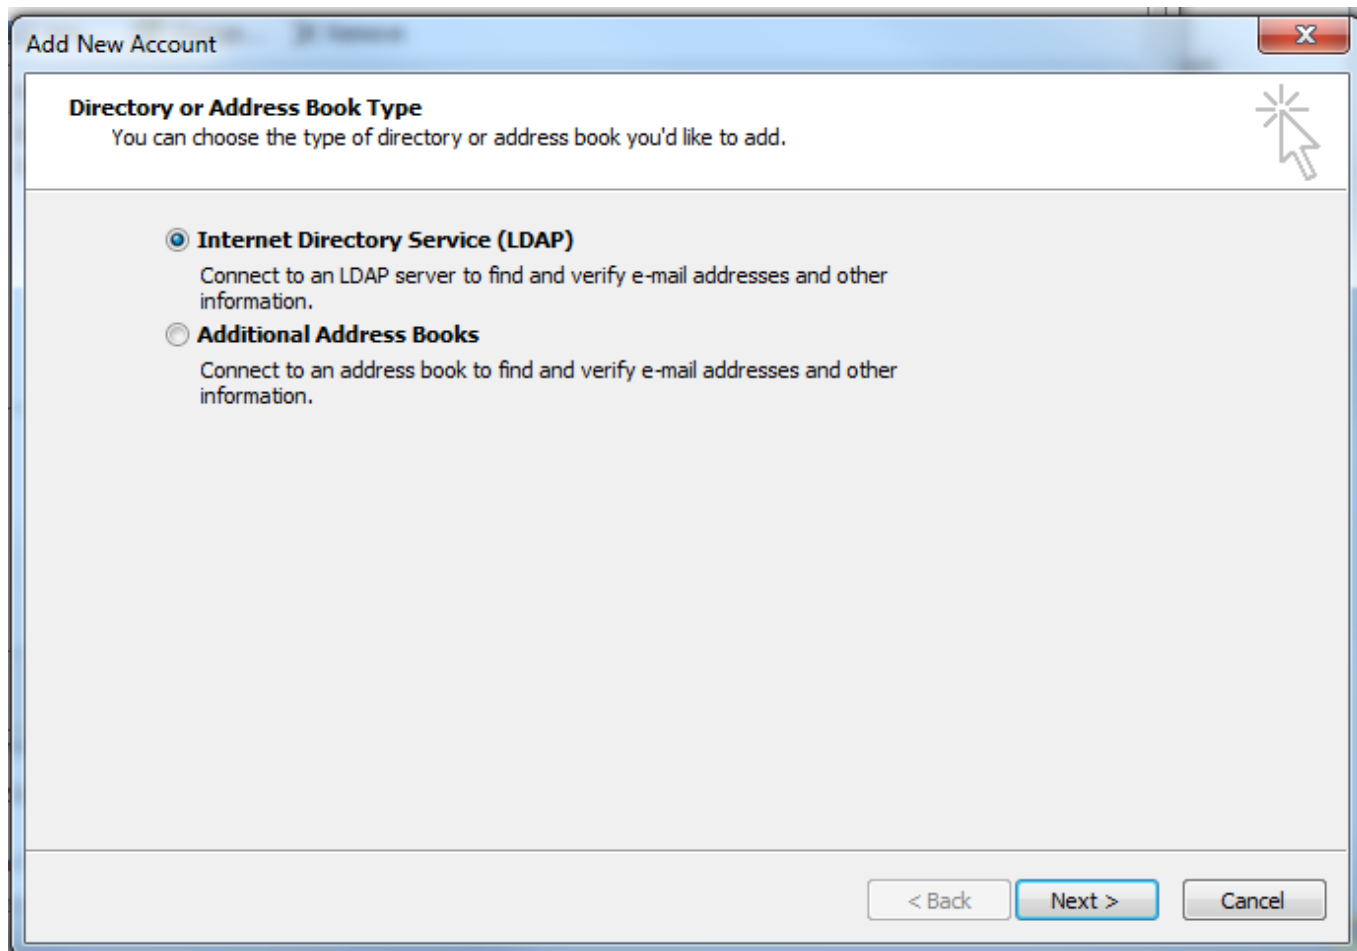 Add New Account
Directory or Address Book Type
You can choose the type of directory or address book you'd like to add.
Internet Directory Service (LDAP)
Connect to an LDAP server to find and verify e-mail addresses and other
information.
Additional Address Books
Connect to an address book to find and verify e-mail addresses and other
information.
< Back
Next >
Cancel